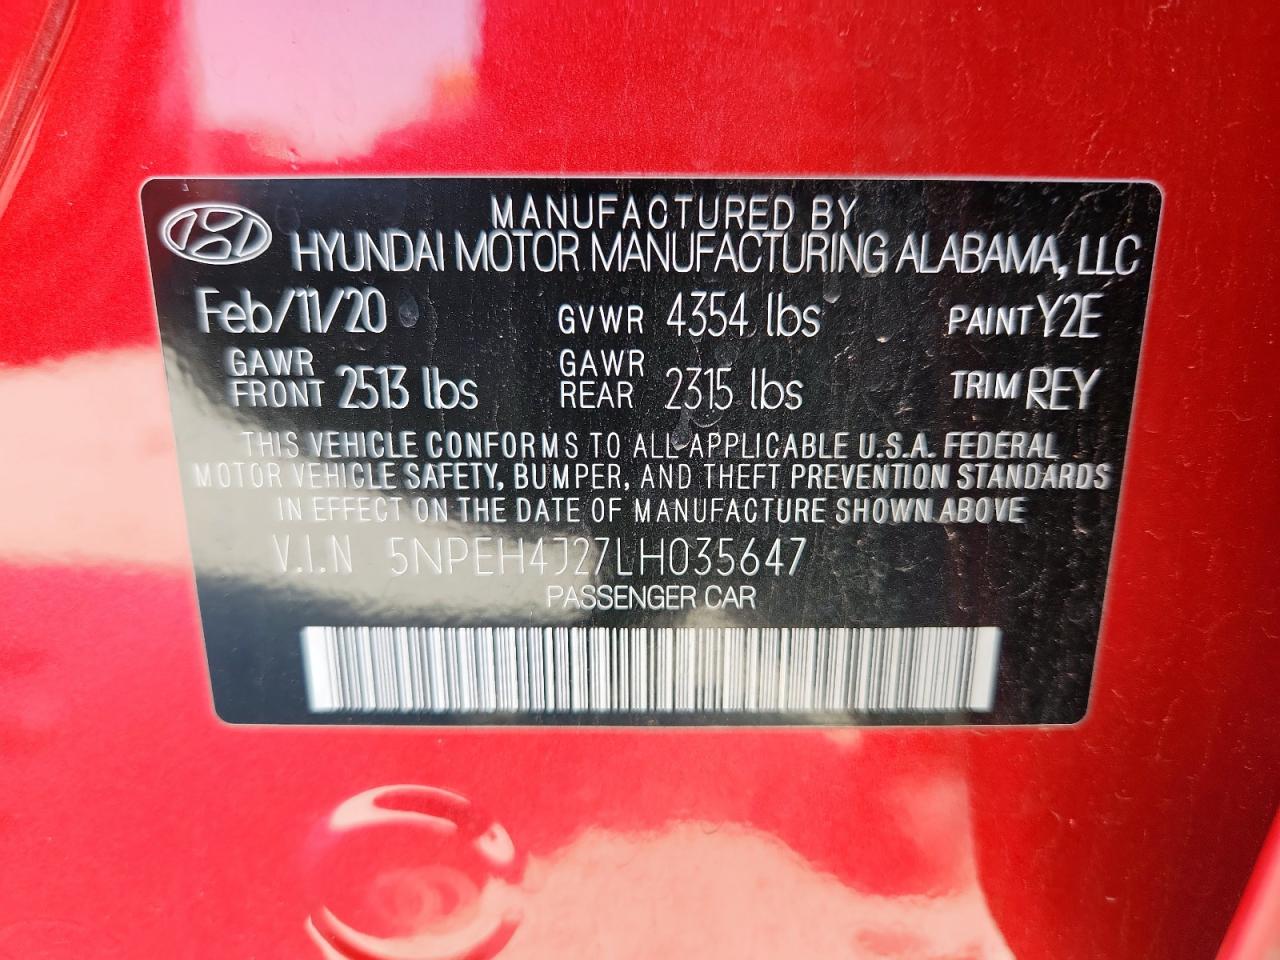 MANUFACTURED BY
HYUNDAI MOTOR MANUFACTURING ALABAMA, LLC
Feb/11/20 GVWR 4354 lbs PAINT Y2E
GAWR FRONT 2513 lbs GAWR REAR 2315 lbs TRIM REY
THIS VEHICLE CONFORMS TO ALL APPLICABLE U.S.A. FEDERAL
MOTOR VEHICLE SAFETY, BUMPER, AND THEFT PREVENTION STANDARDS
IN EFFECT ON THE DATE OF MANUFACTURE SHOWN ABOVE
V.I.N 5NPEH4J27LH035647
PASSENGER CAR